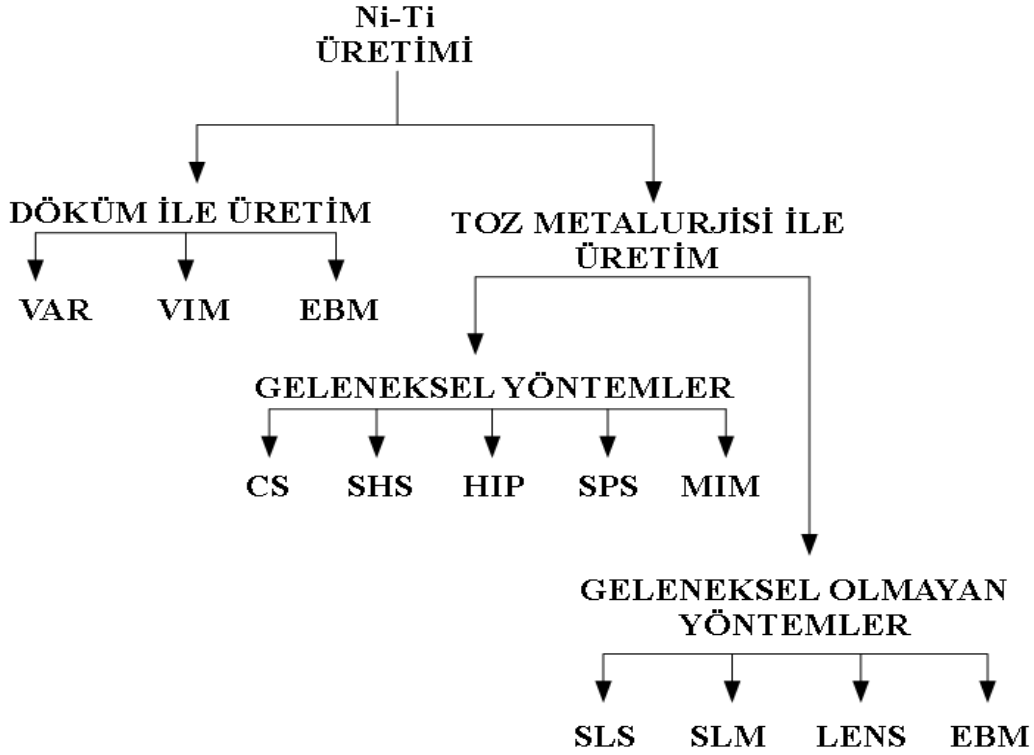 Ni-Ti
ÜRETİMİ
DÖKÜM İLE ÜRETİM
VAR VIM EBM
TOZ METALURJİSİ İLE
ÜRETİM
GELENEKSEL YÖNTEMLER
CS SHS HIP SPS MIM
GELENEKSEL OLMAYAN
YÖNTEMLER
SLS SLM LENS EBM